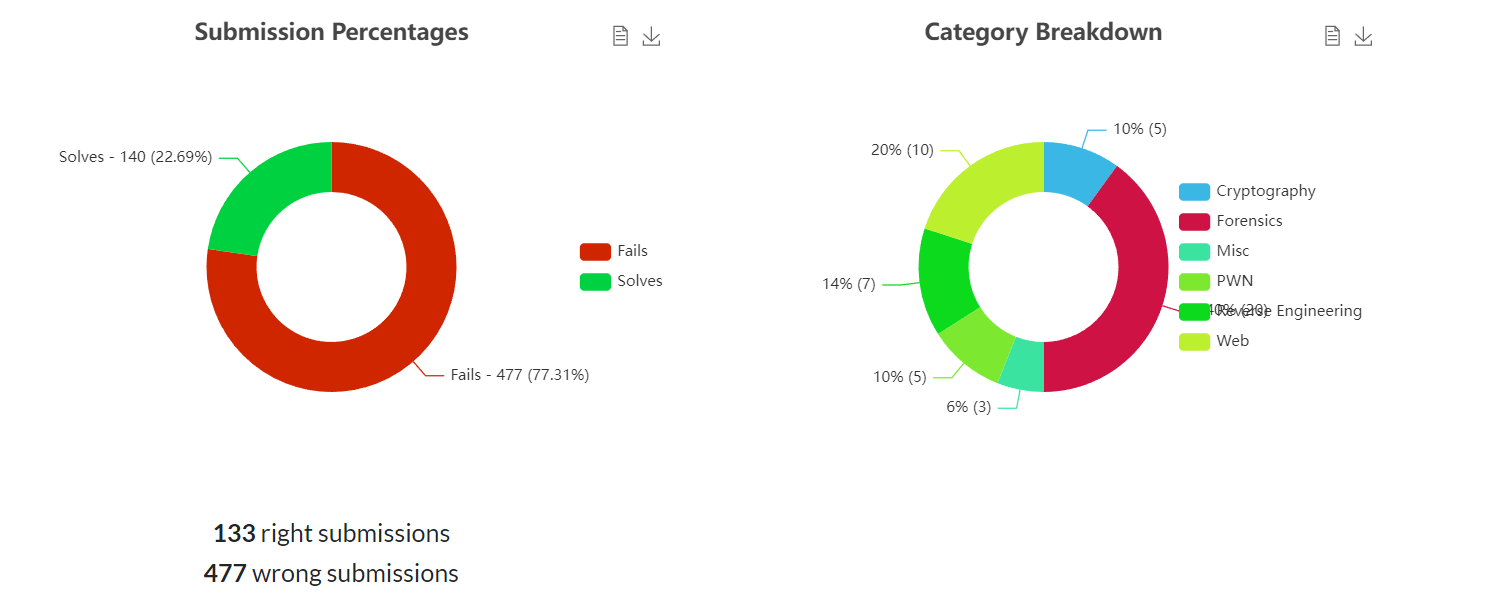 Submission Percentages
Solves - 140 (22.69%)
Fails - 477 (77.31%)
Fails
Solves
133 right submissions
477 wrong submissions
Category Breakdown
10% (5)
20% (10)
14% (7)
10% (5)
6% (3)
40% (20)
Cryptography
Forensics
Misc
PWN
Reverse Engineering
Web